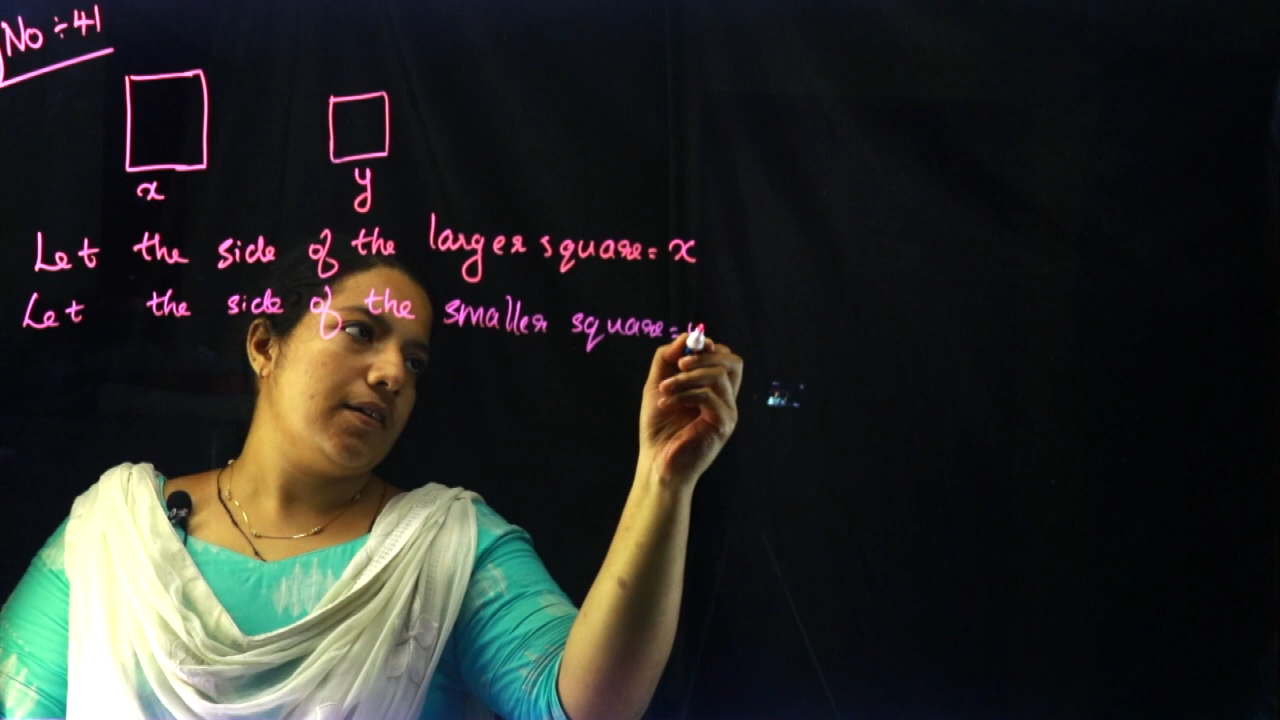 No ÷ 41
x
y
Let the side of the larger square = x
Let the side of the smaller square =